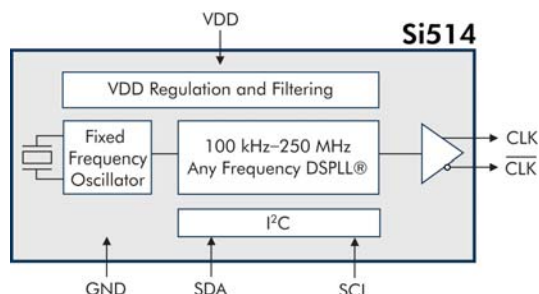 VDD
Si514
VDD Regulation and Filtering
Fixed
Frequency
Oscillator
100 kHz–250 MHz
Any Frequency DSPLL®
CLK
CLK
I²C
GND
SDA
SCL